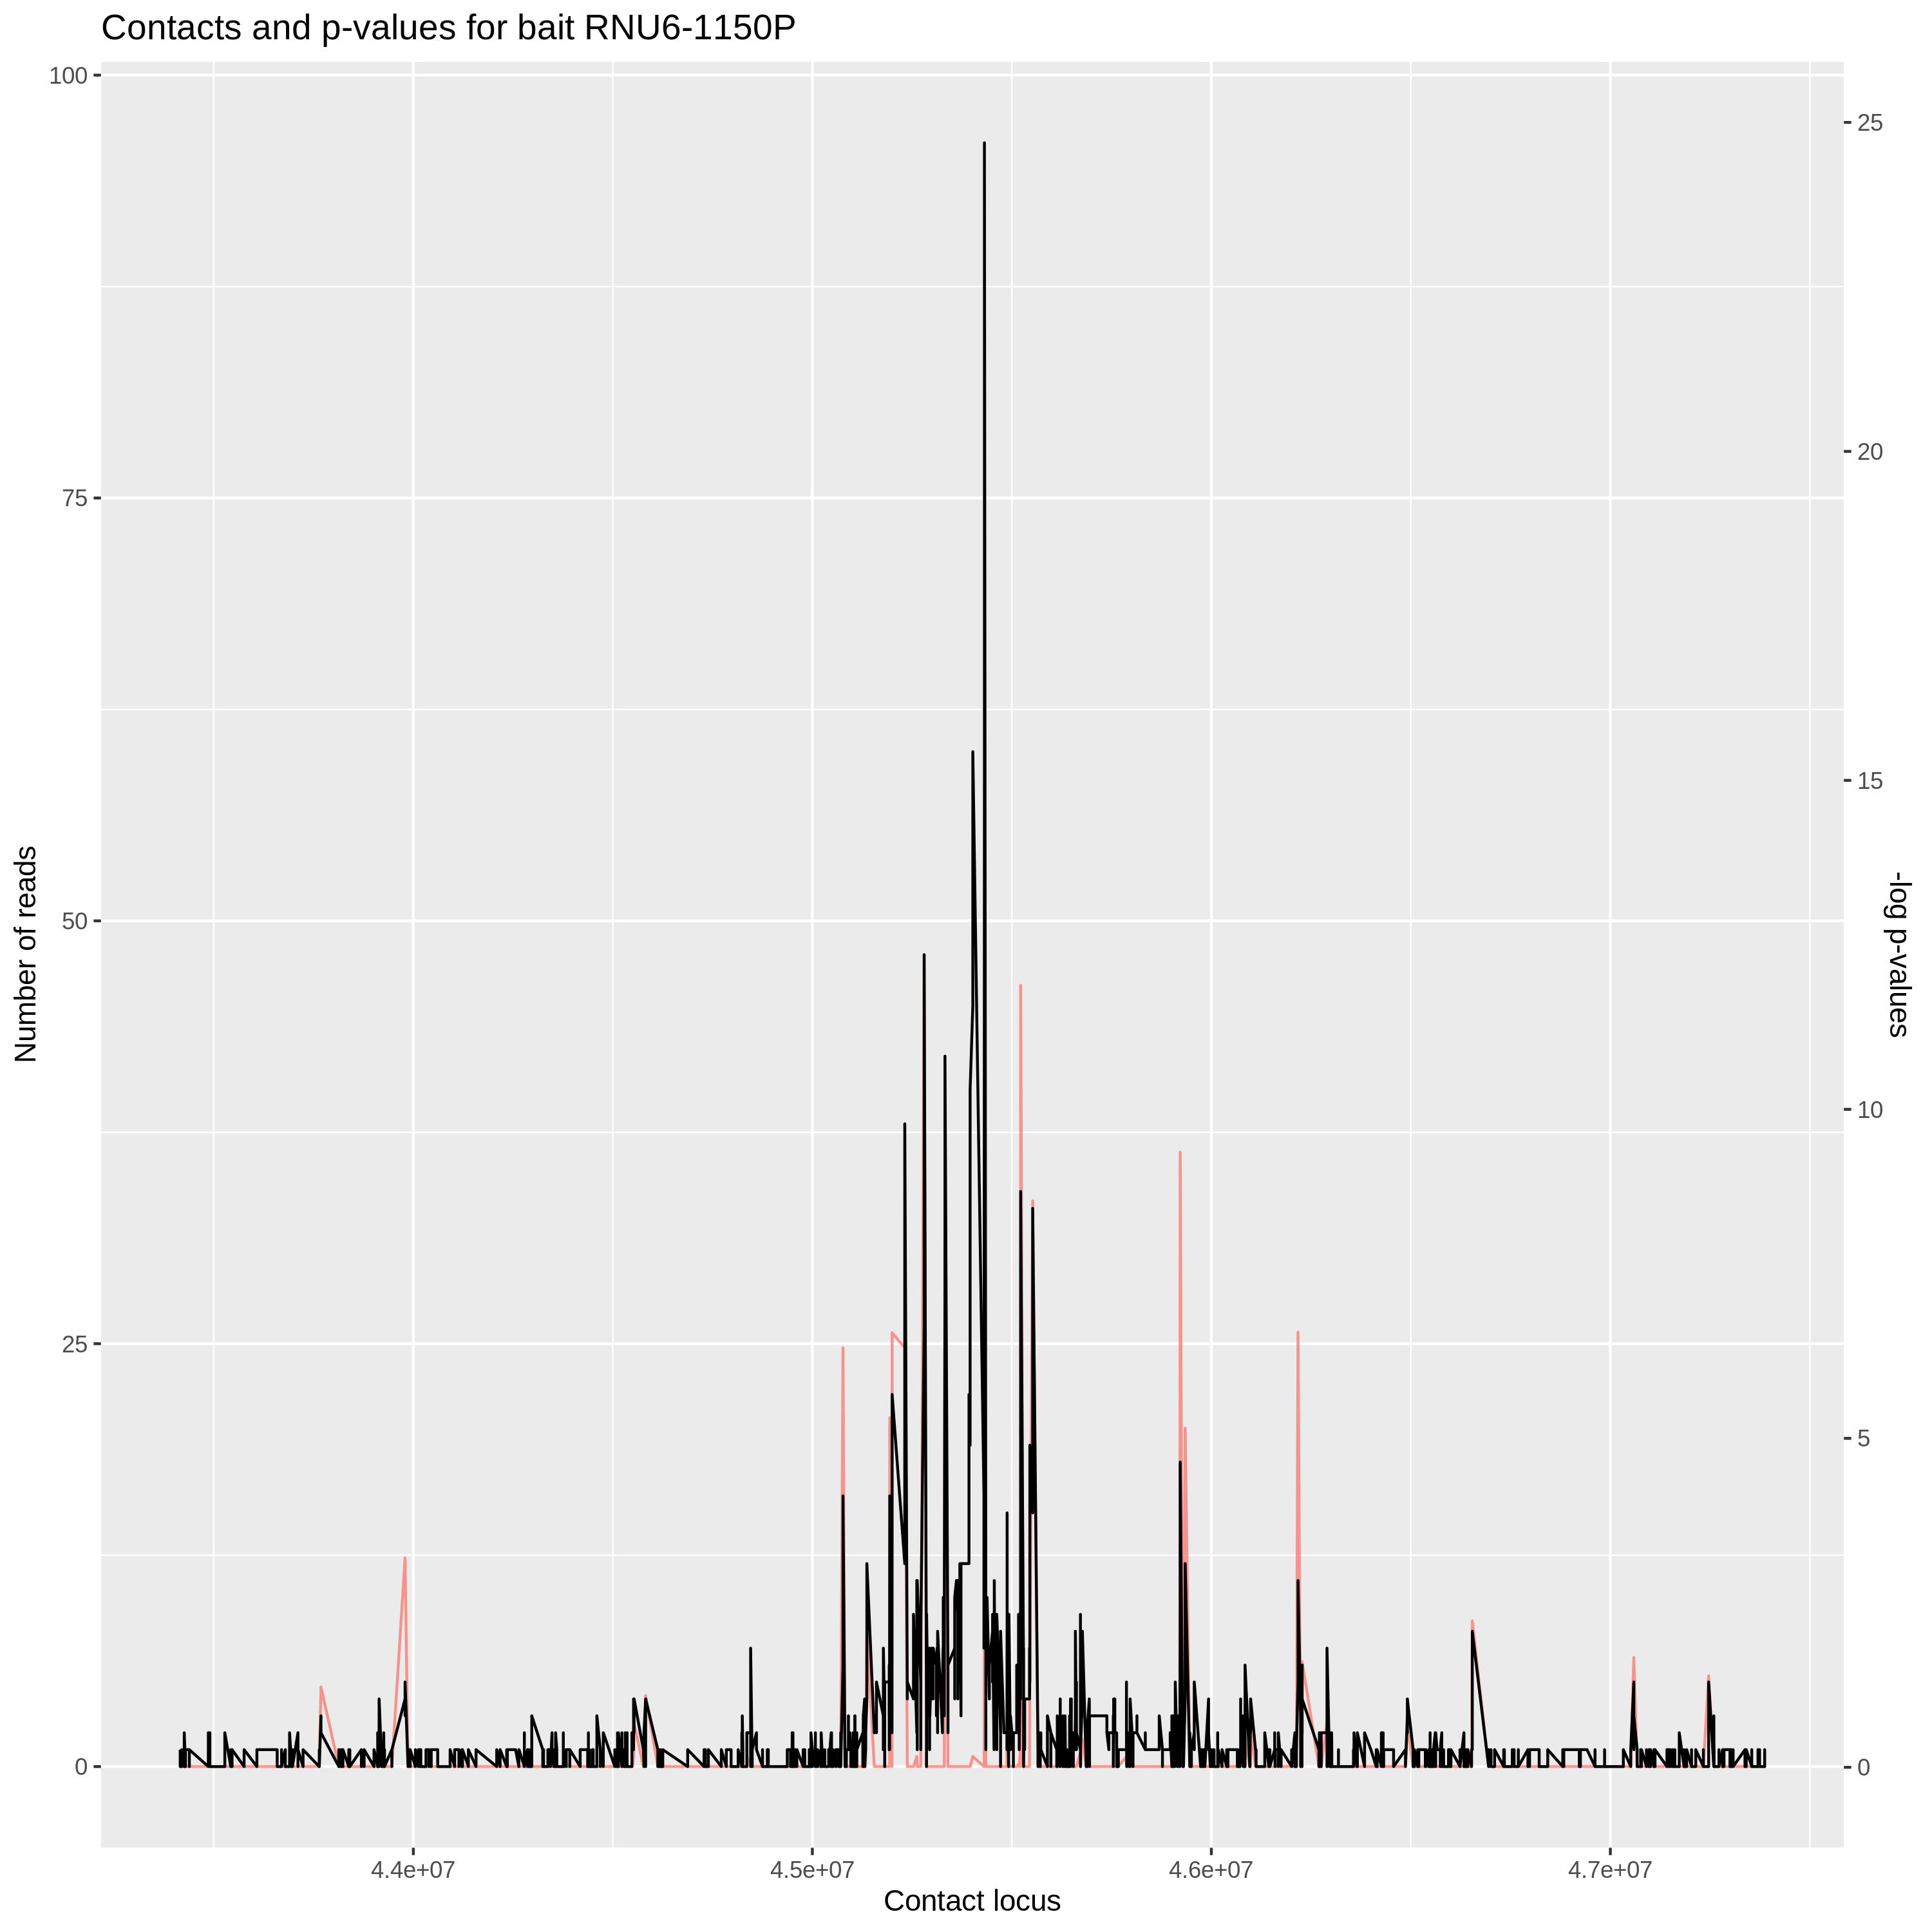 Contacts and p-values for bait RNU6-1150P
100
75
50
25
0
25
20
15
10
5
0
Number of reads
-log p-values
4.4e+07 4.5e+07 4.6e+07 4.7e+07
Contact locus